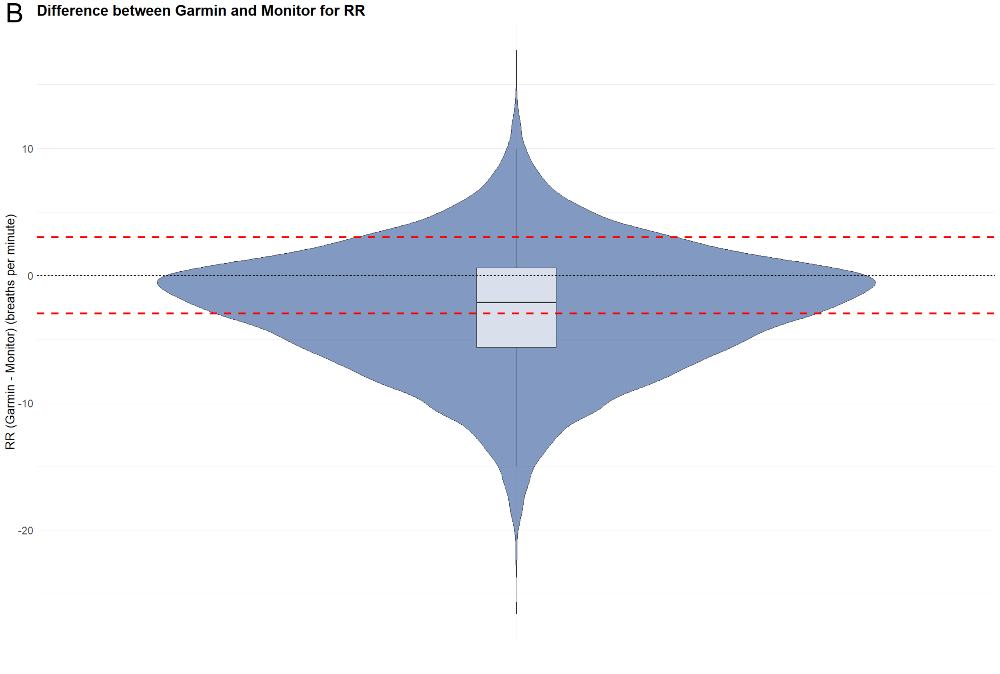 B
Difference between Garmin and Monitor for RR
RR (Garmin - Monitor) (breaths per minute)
10
0
-10
-20